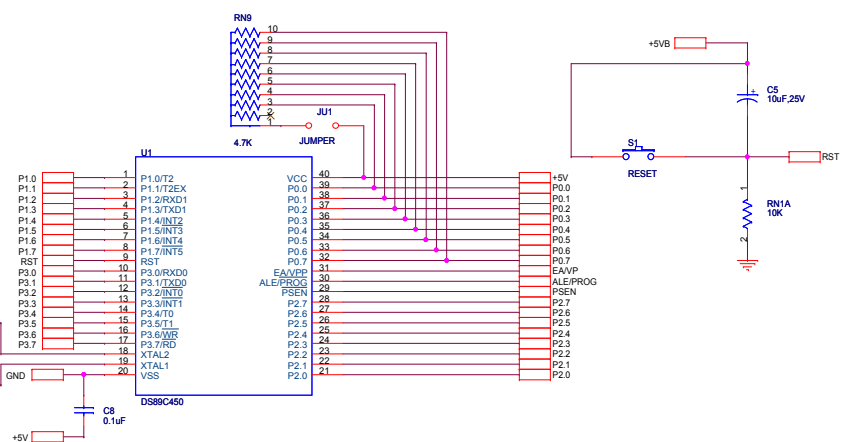 RN9
10
9
8
7
6
5
4
3
2
1
4.7K
JU1
JUMPER
+5VB
C5
10uF,25V
+
S1
RESET
RST
1
RN1A
10K
2
U1
P1.0 1 P1.0/T2 VCC 40 +5V
P1.1 2 P1.1/T2EX P0.0 39 P0.0
P1.2 3 P1.2/RXD1 P0.1 38 P0.1
P1.3 4 P1.3/TXD1 P0.2 37 P0.2
P1.4 5 P1.4/INT2 P0.3 36 P0.3
P1.5 6 P1.5/INT3 P0.4 35 P0.4
P1.6 7 P1.6/INT4 P0.5 34 P0.5
P1.7 8 P1.7/INT5 P0.6 33 P0.6
RST 9 RST P0.7 32 P0.7
P3.0 10 P3.0/RXD0 EA/VPP 31 EA/VP
P3.1 11 P3.1/TXD0 ALE/PROG 30 ALE/PROG
P3.2 12 P3.2/INT0 PSEN 29 PSEN
P3.3 13 P3.3/INT1 P2.7 28 P2.7
P3.4 14 P3.4/T0 P2.6 27 P2.6
P3.5 15 P3.5/T1 P2.5 26 P2.5
P3.6 16 P3.6/WR P2.4 25 P2.4
P3.7 17 P3.7/RD P2.3 24 P2.3
18 XTAL2 P2.2 23 P2.2
19 XTAL1 P2.1 22 P2.1
GND 20 VSS P2.0 21 P2.0
DS89C450
C8
0.1uF
+5V